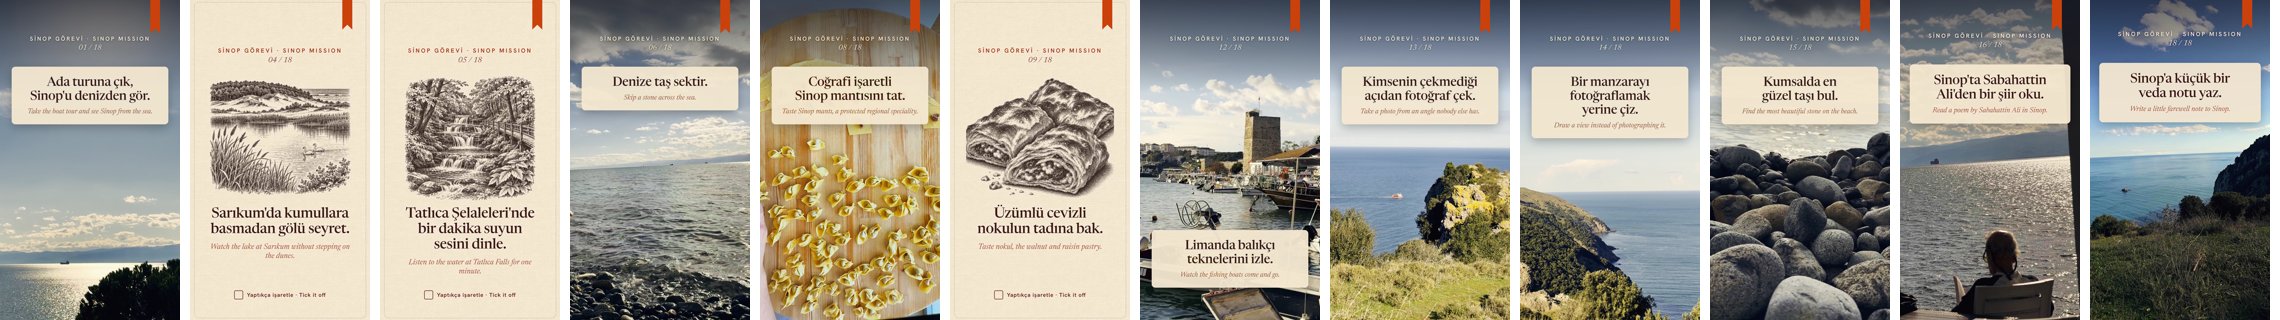 SİNOP GÖREVİ · SINOP MISSION
01 / 18
Ada turuna çık,
Sinop'u denizden gör.
Take the boat tour and see Sinop from the sea.
SİNOP GÖREVİ · SINOP MISSION
04 / 18
Sarıkum'da kumullara
basmadan gölü seyret.
Watch the lake at Sarıkum without stepping on
the dunes.
Yaptıkça işaretle · Tick it off
SİNOP GÖREVİ · SINOP MISSION
05 / 18
Tatlıca Şelaleleri'nde
bir dakika suyun
sesini dinle.
Listen to the water at Tatlıca Falls for one
minute.
Yaptıkça işaretle · Tick it off
SİNOP GÖREVİ · SINOP MISSION
06 / 18
Denize taş sektir.
Skip a stone across the sea.
SİNOP GÖREVİ · SINOP MISSION
08 / 18
Coğrafi işaretli
Sinop mantısını tat.
Taste Sinop mantı, a protected regional speciality.
SİNOP GÖREVİ · SINOP MISSION
09 / 18
Üzümlü cevizli
nokulun tadına bak.
Taste nokul, the walnut and raisin pastry.
Yaptıkça işaretle · Tick it off
SİNOP GÖREVİ · SINOP MISSION
12 / 18
Limanda balıkçı
teknelerini izle.
Watch the fishing boats come and go.
SİNOP GÖREVİ · SINOP MISSION
13 / 18
Kimsenin çekmediği
açıdan fotoğraf çek.
Take a photo from an angle nobody else has.
SİNOP GÖREVİ · SINOP MISSION
14 / 18
Bir manzarayı
fotoğraflamak
yerine çiz.
Draw a view instead of photographing it.
SİNOP GÖREVİ · SINOP MISSION
15 / 18
Kumsalda en
güzel taşı bul.
Find the most beautiful stone on the beach.
SİNOP GÖREVİ · SINOP MISSION
16 / 18
Sinop'ta Sabahattin
Ali'den bir şiir oku.
Read a poem by Sabahattin Ali in Sinop.
SİNOP GÖREVİ · SINOP MISSION
18 / 18
Sinop'a küçük bir
veda notu yaz.
Write a little farewell note to Sinop.